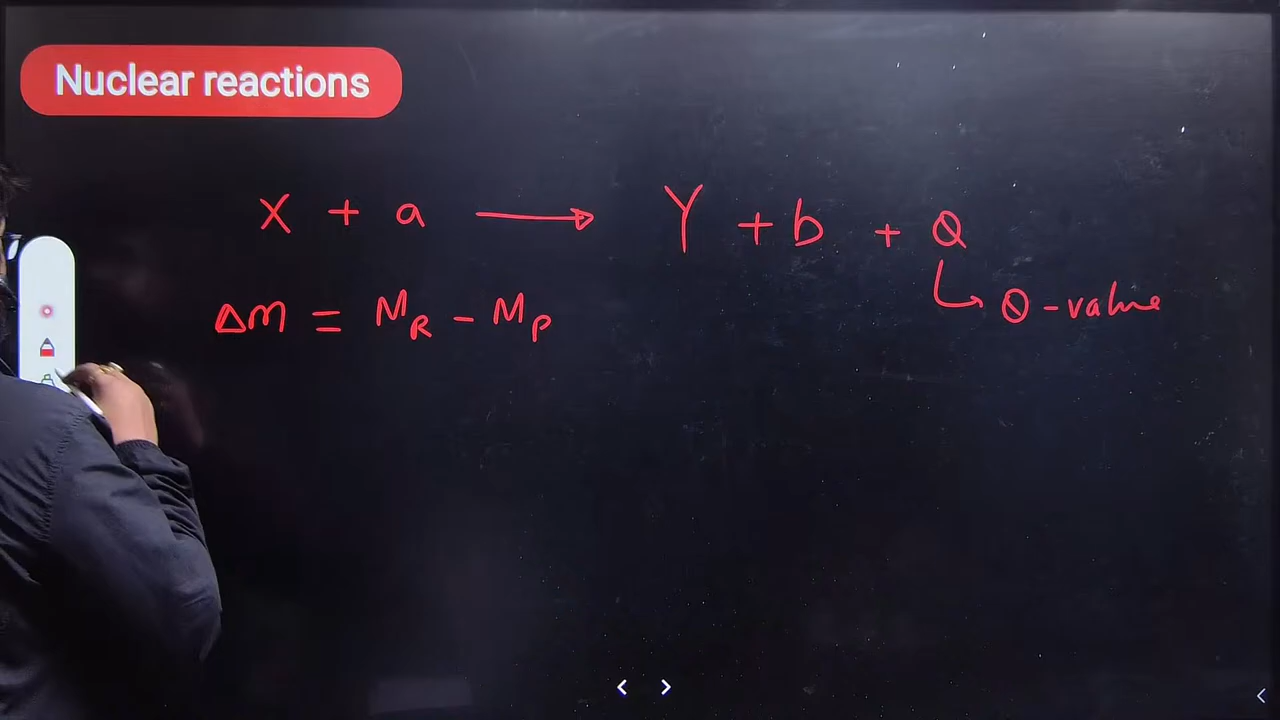 Nuclear reactions
X + a ⟶ Y + b + Q
↳ Q-value
Δm = M_R - M_P